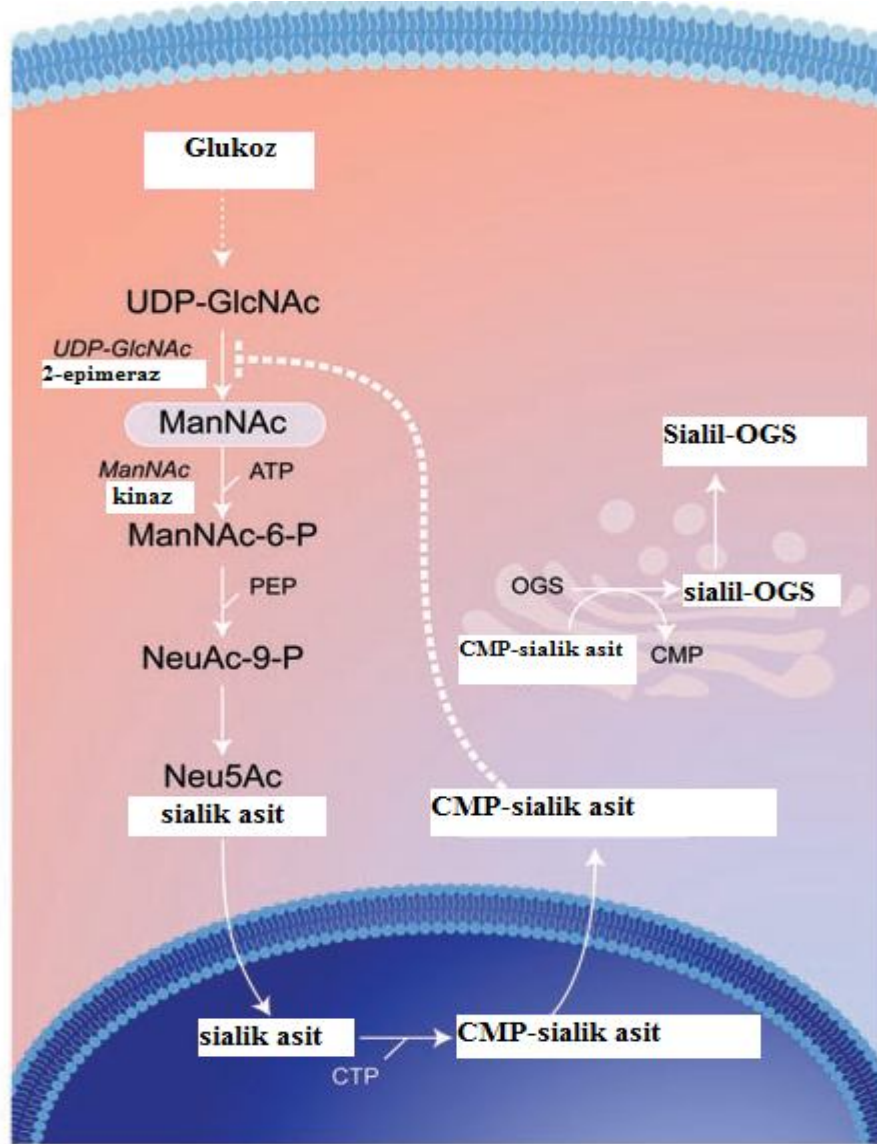 Glukoz
UDP-GlcNAc
UDP-GlcNAc
2-epimeraz
ManNAc
ManNAc
kinaz
ATP
ManNAc-6-P
PEP
NeuAc-9-P
Neu5Ac
sialik asit
Sialil-OGS
OGS
sialil-OGS
CMP-sialik asit
CMP
CMP-sialik asit
sialik asit
CTP
CMP-sialik asit